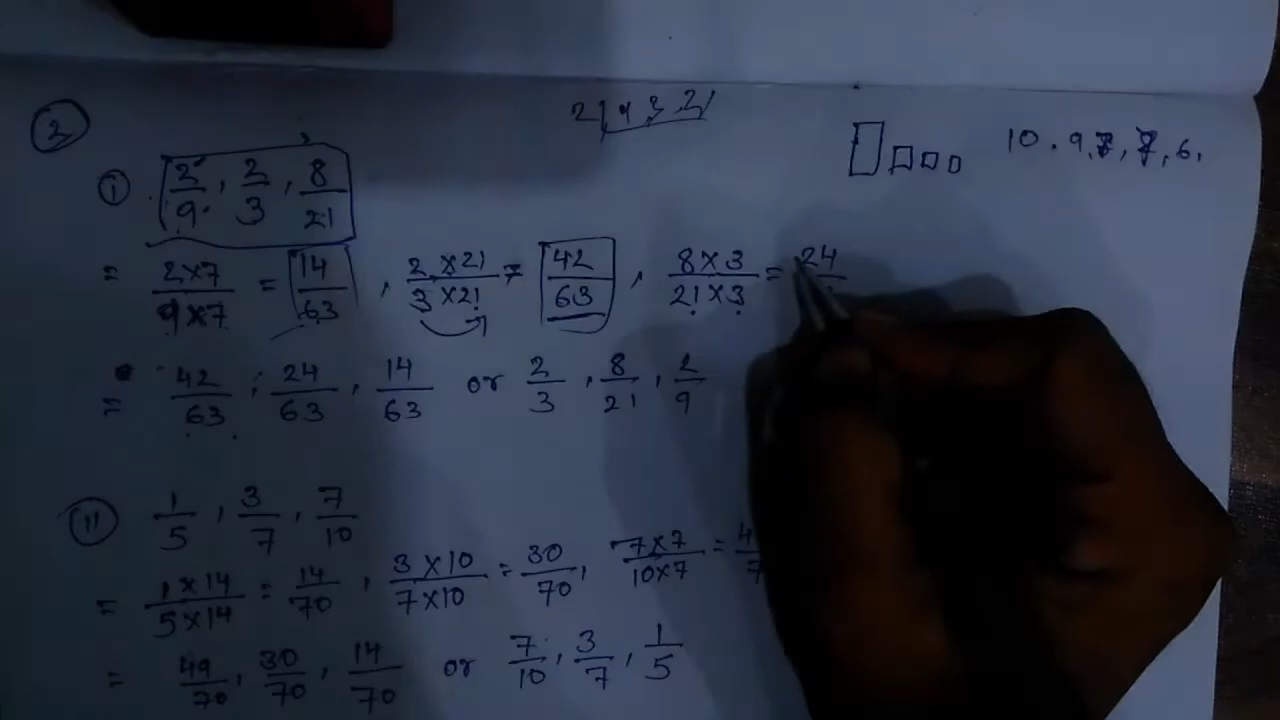 2
i 2/9, 2/3, 8/21
= 2×7/9×7 = 14/63, 2×21/3×21 = 42/63, 8×3/21×3 = 24
= 42/63, 24/63, 14/63 or 2/3, 8/21, 2/9
10, 9, 7, 6,
II 1/5, 3/7, 7/10
= 1×14/5×14 = 14/70, 3×10/7×10 = 30/70, 7×7/10×7 = 4/7
= 49/70, 30/70, 14/70 or 7/10, 3/7, 1/5